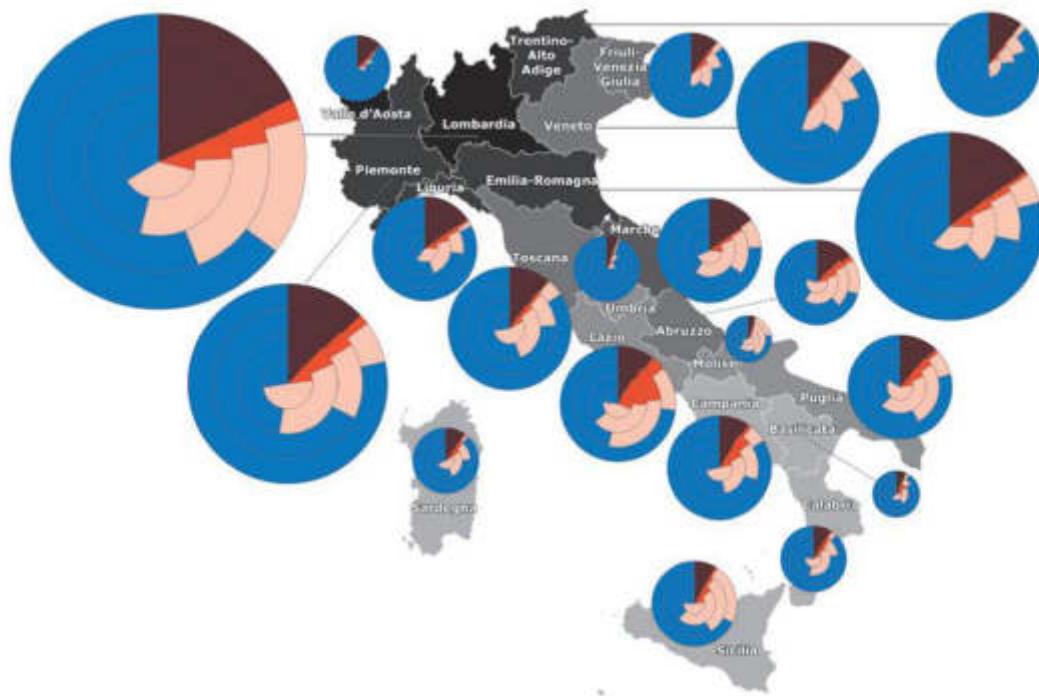 Trentino-
Alto
Adige
Friuli-
Venezia
Giulia
Valle d'Aosta
Lombardia
Veneto
Piemonte
Emilia-Romagna
Liguria
Marche
Toscana
Umbria
Lazio
Abruzzo
Molise
Campania
Puglia
Basilicata
Sardegna
Calabria
Sicilia